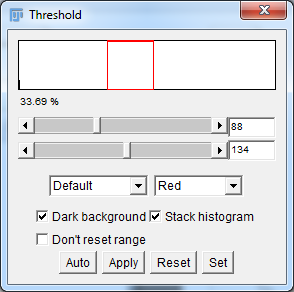 Threshold
33.69 %
88
134
Default Red
Dark background Stack histogram
Don't reset range
Auto Apply Reset Set